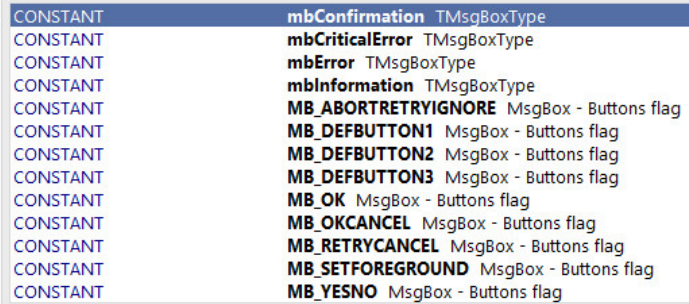 CONSTANT mbConfirmation TMsgBoxType
CONSTANT mbCriticalError TMsgBoxType
CONSTANT mbError TMsgBoxType
CONSTANT mbInformation TMsgBoxType
CONSTANT MB_ABORTRETRYIGNORE MsgBox - Buttons flag
CONSTANT MB_DEFBUTTON1 MsgBox - Buttons flag
CONSTANT MB_DEFBUTTON2 MsgBox - Buttons flag
CONSTANT MB_DEFBUTTON3 MsgBox - Buttons flag
CONSTANT MB_OK MsgBox - Buttons flag
CONSTANT MB_OKCANCEL MsgBox - Buttons flag
CONSTANT MB_RETRYCANCEL MsgBox - Buttons flag
CONSTANT MB_SETFOREGROUND MsgBox - Buttons flag
CONSTANT MB_YESNO MsgBox - Buttons flag